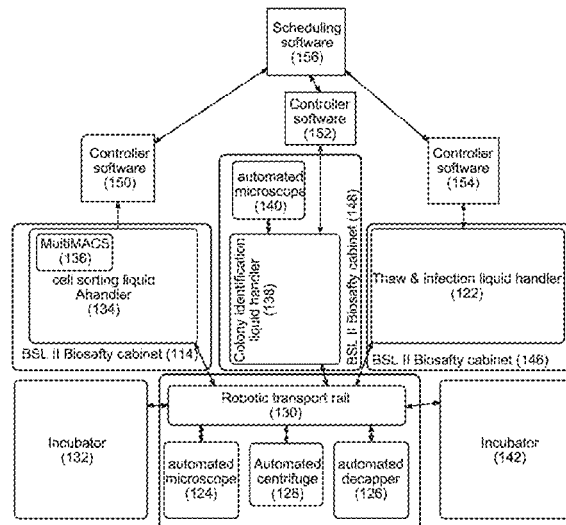 Scheduling
software
(156)
Controller
software
(152)
Controller
software
(150)
Controller
software
(154)
automated
microscope
(140)
Colony identification
liquid handler
(138)
BSL II Biosafty cabinet (148)
MultiMACS
(136)
cell sorting liquid
Ahandler
(134)
BSL II Biosafty cabinet (114)
Thaw & infection liquid handler
(122)
BSL II Biosafty cabinet (146)
Robotic transport rail
(130)
Incubator
(132)
automated
microscope
(124)
Automated
centrifuge
(128)
automated
decapper
(126)
Incubator
(142)